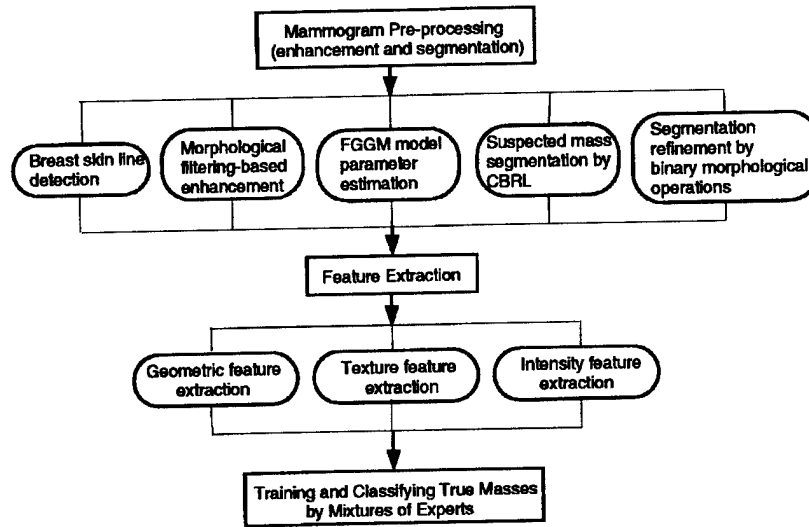 Mammogram Pre-processing
(enhancement and segmentation)
Breast skin line
detection
Morphological
filtering-based
enhancement
FGGM model
parameter
estimation
Suspected mass
segmentation by
CBRL
Segmentation
refinement by
binary morphological
operations
Feature Extraction
Geometric feature
extraction
Texture feature
extraction
Intensity feature
extraction
Training and Classifying True Masses
by Mixtures of Experts